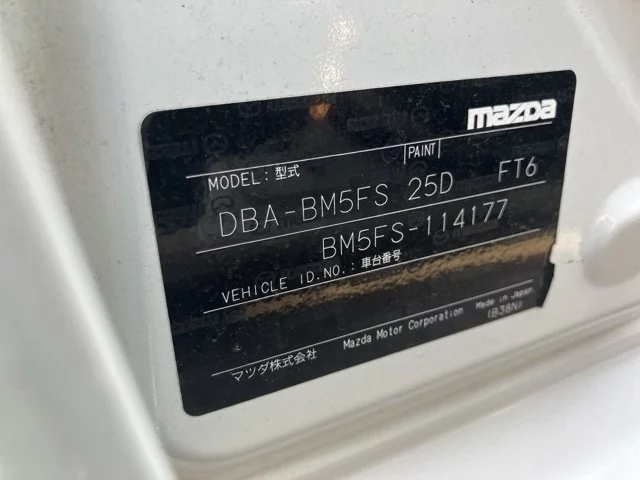 mazda
MODEL: 型式 PAINT
DBA-BM5FS 25D FT6
BM5FS-114177
VEHICLE ID.NO.: 車台番号
マツダ株式会社 Mazda Motor Corporation Made in Japan
(B38N)